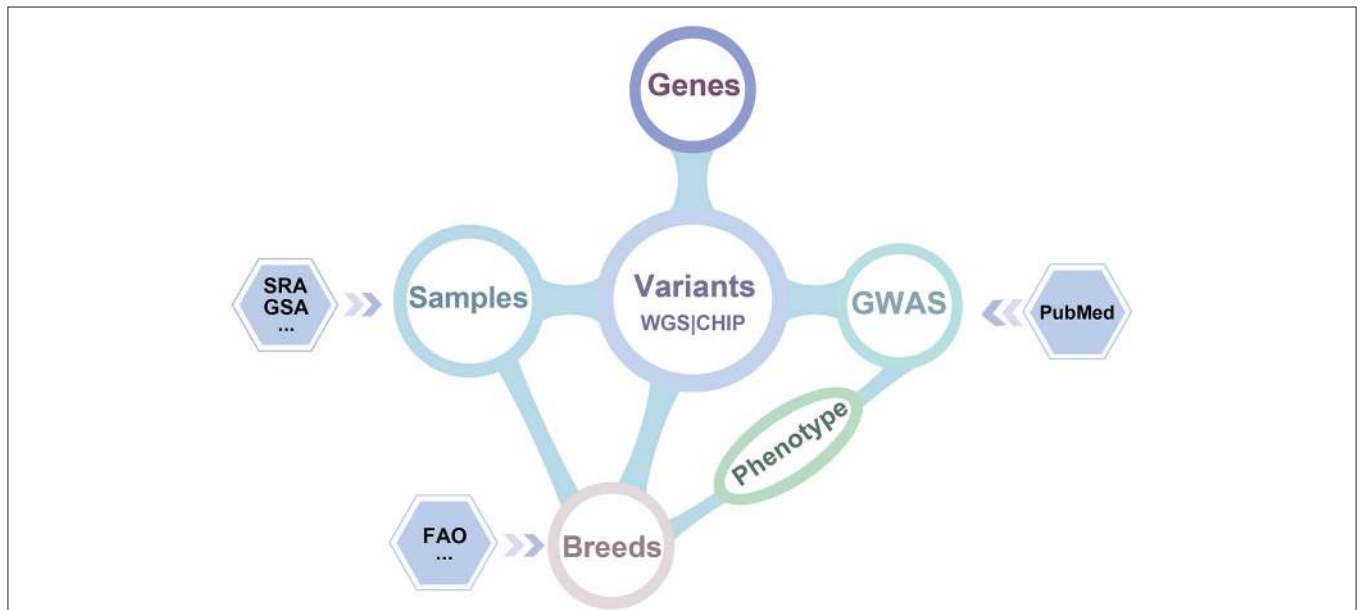 Genes
SRA
GSA
...
Samples
Variants
WGS|CHIP
GWAS
PubMed
Phenotype
FAO
...
Breeds